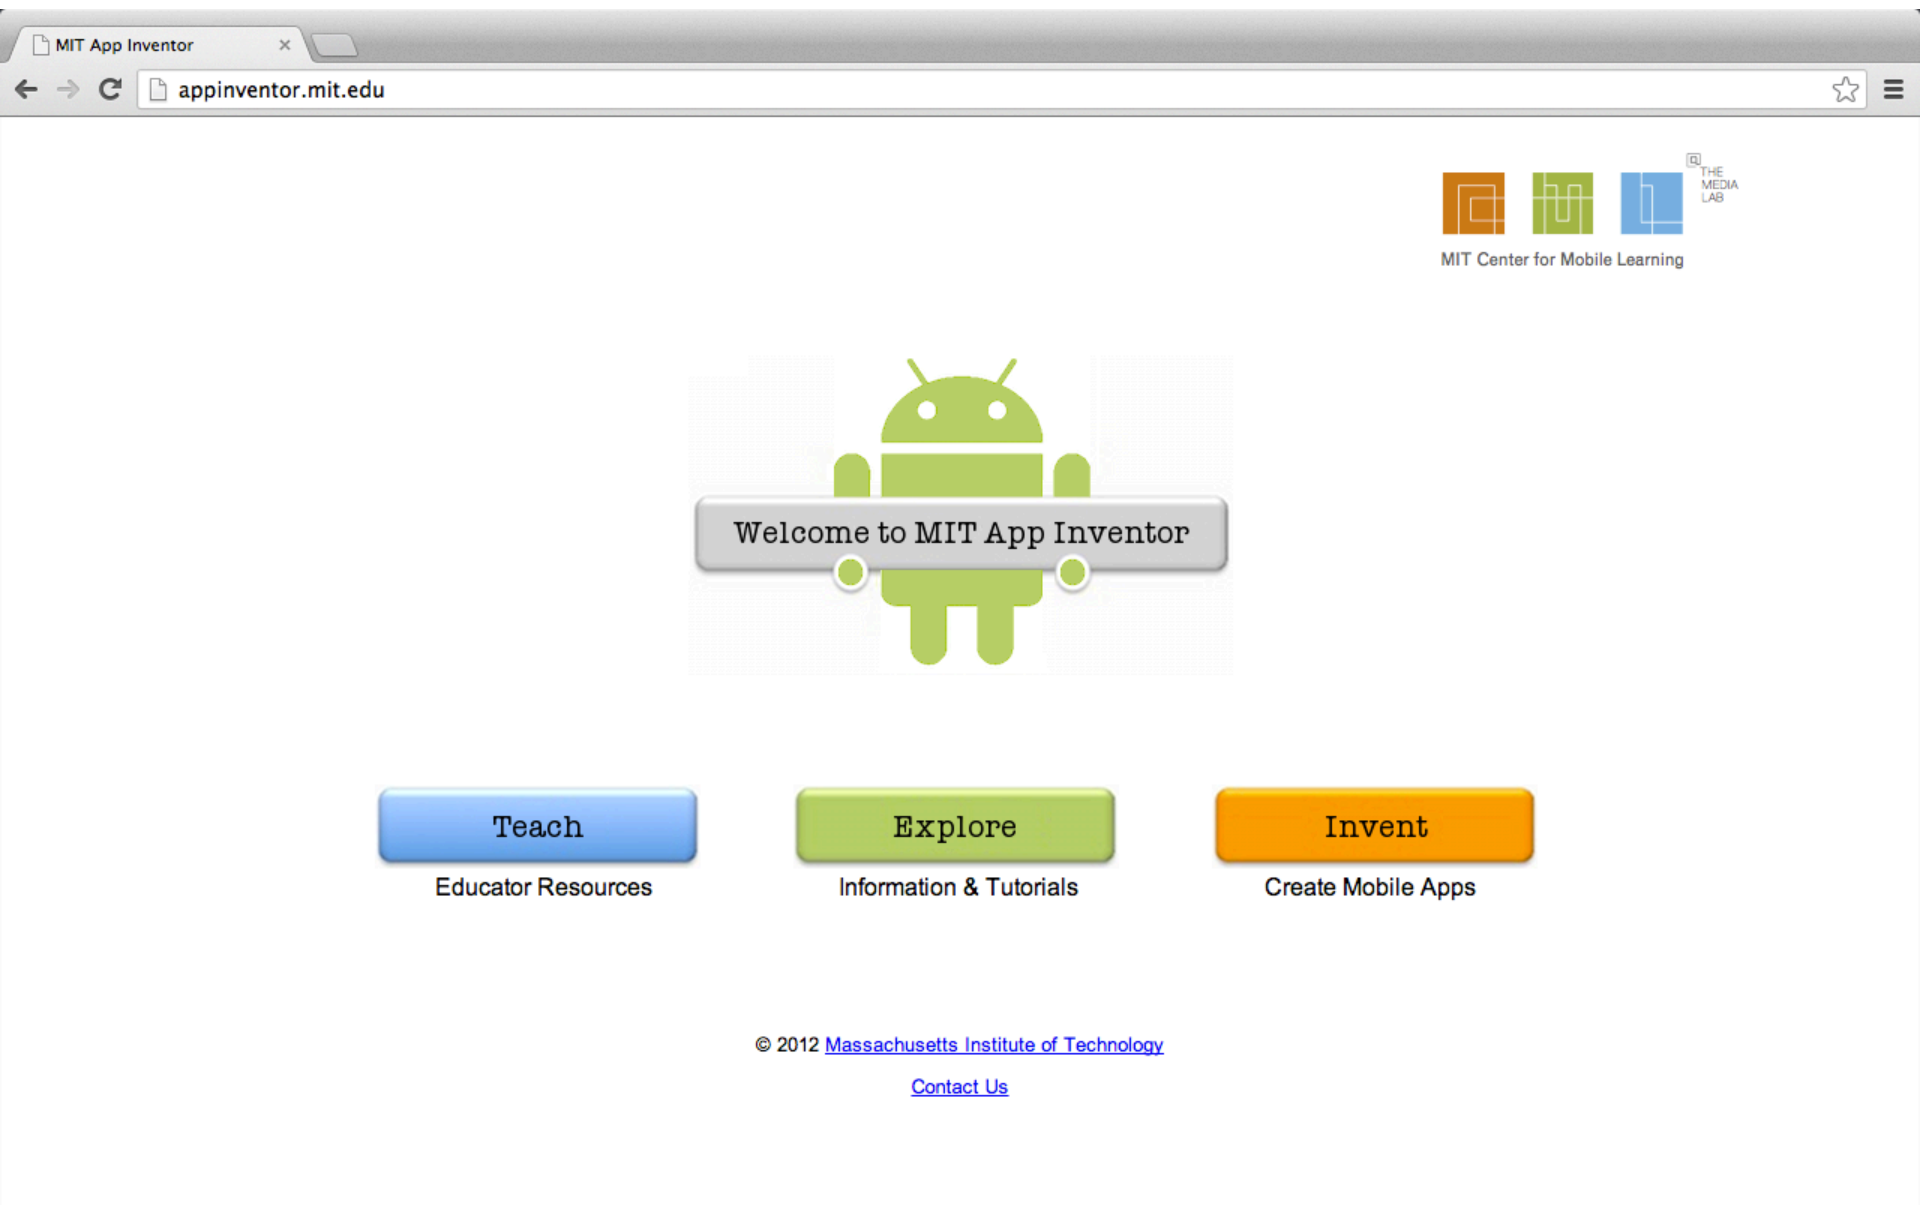 MIT App Inventor
appinventor.mit.edu
THE
MEDIA
LAB
MIT Center for Mobile Learning
Welcome to MIT App Inventor
Teach
Explore
Invent
Educator Resources
Information & Tutorials
Create Mobile Apps
© 2012 Massachusetts Institute of Technology
Contact Us